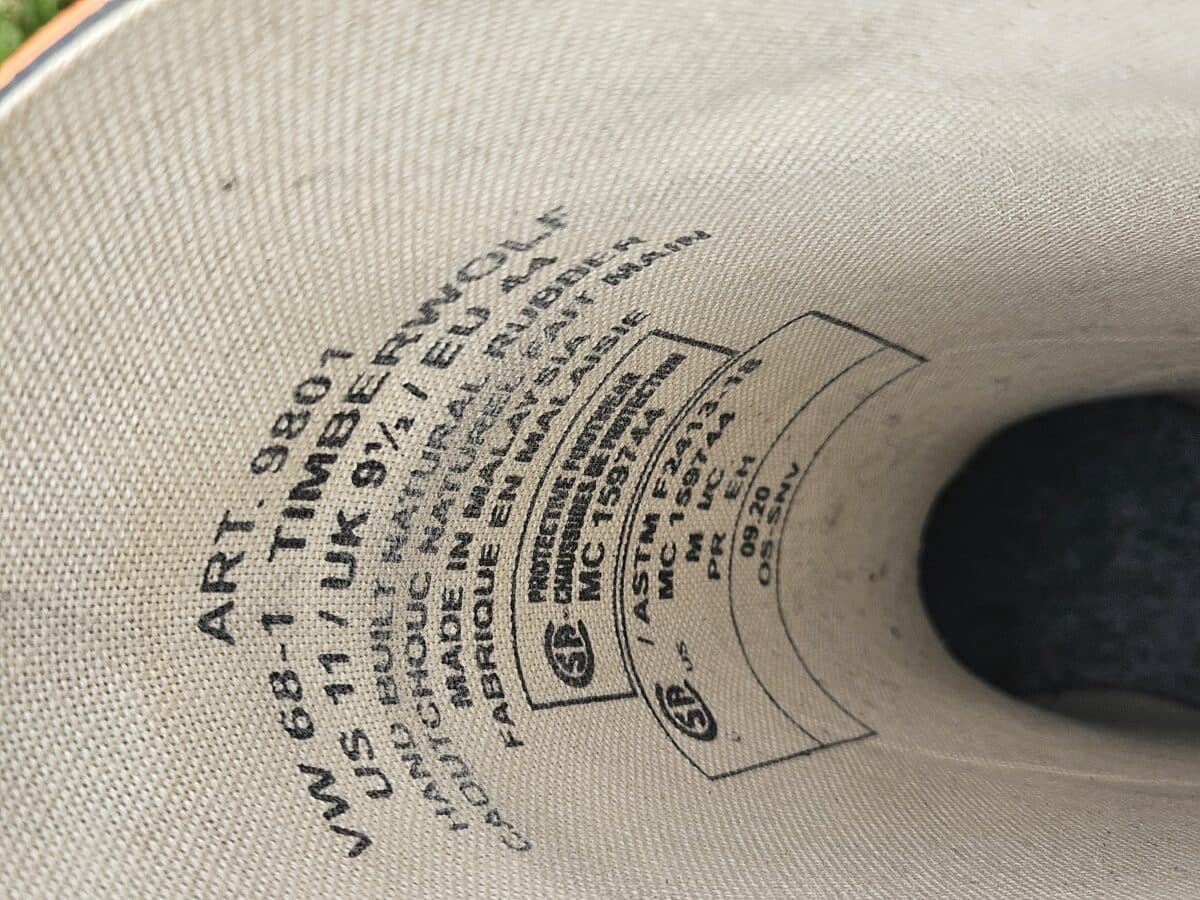 ART. 9801
VW 68-1 TIMBERWOLF
US 11 / UK 9½ / EU 44
HAND BUILT NATURAL RUBBER
CAOUTCHOUC NATUREL FAIT MAIN
MADE IN MALAYSIA
FABRIQUE EN MALAISIE
PROTECTIVE FOOTWEAR
CHAUSSURES DE PROTECTION
MC 159744
/ ASTM F2413-18
MC 159744
M UC
PR EH
09 20
OS-SNV